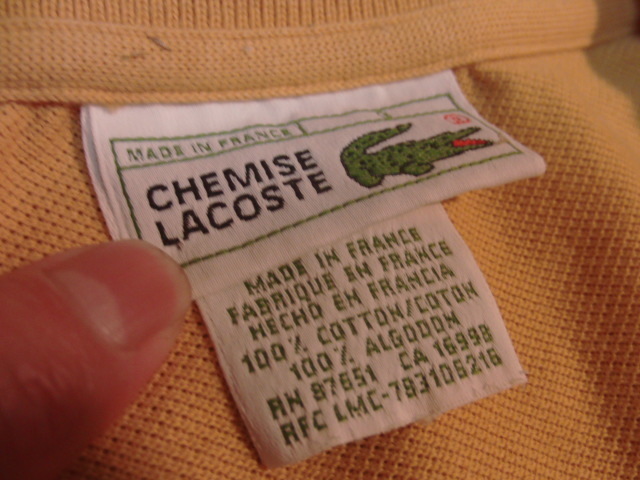 MADE IN FRANCE
CHEMISE
LACOSTE
MADE IN FRANCE
FABRIQUE EN FRANCE
HECHO EN FRANCIA
100% COTTON/COTON
100% ALGODON
RN 87651 CA 16998
RFC LMC-783106216